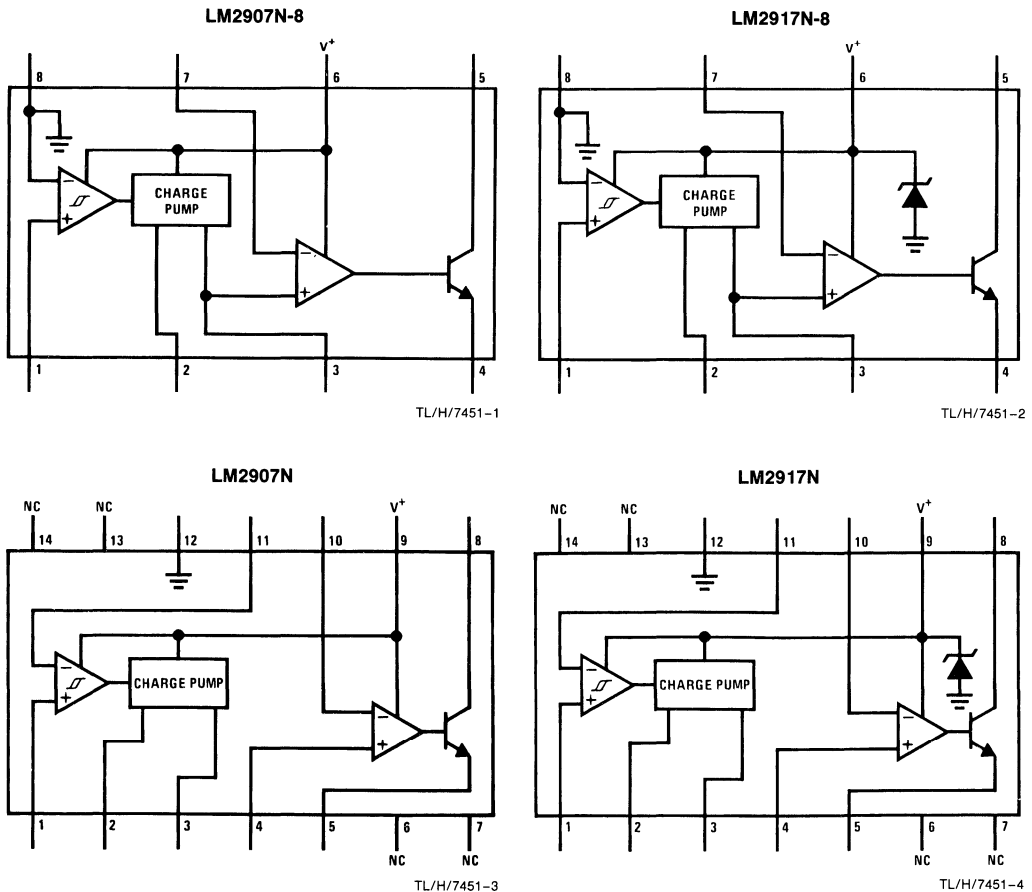 LM2907N-8
LM2917N-8
V+
V+
8 7 6 5
8 7 6 5
−
+
CHARGE
PUMP
−
+
CHARGE
PUMP
−
+
−
+
1 2 3 4
1 2 3 4
TL/H/7451–1
TL/H/7451–2
LM2907N
LM2917N
NC NC V+
NC NC V+
14 13 12 11 10 9 8
14 13 12 11 10 9 8
−
+
CHARGE PUMP
−
+
CHARGE PUMP
−
+
−
+
1 2 3 4 5 6 7
1 2 3 4 5 6 7
NC NC
NC NC
TL/H/7451–3
TL/H/7451–4